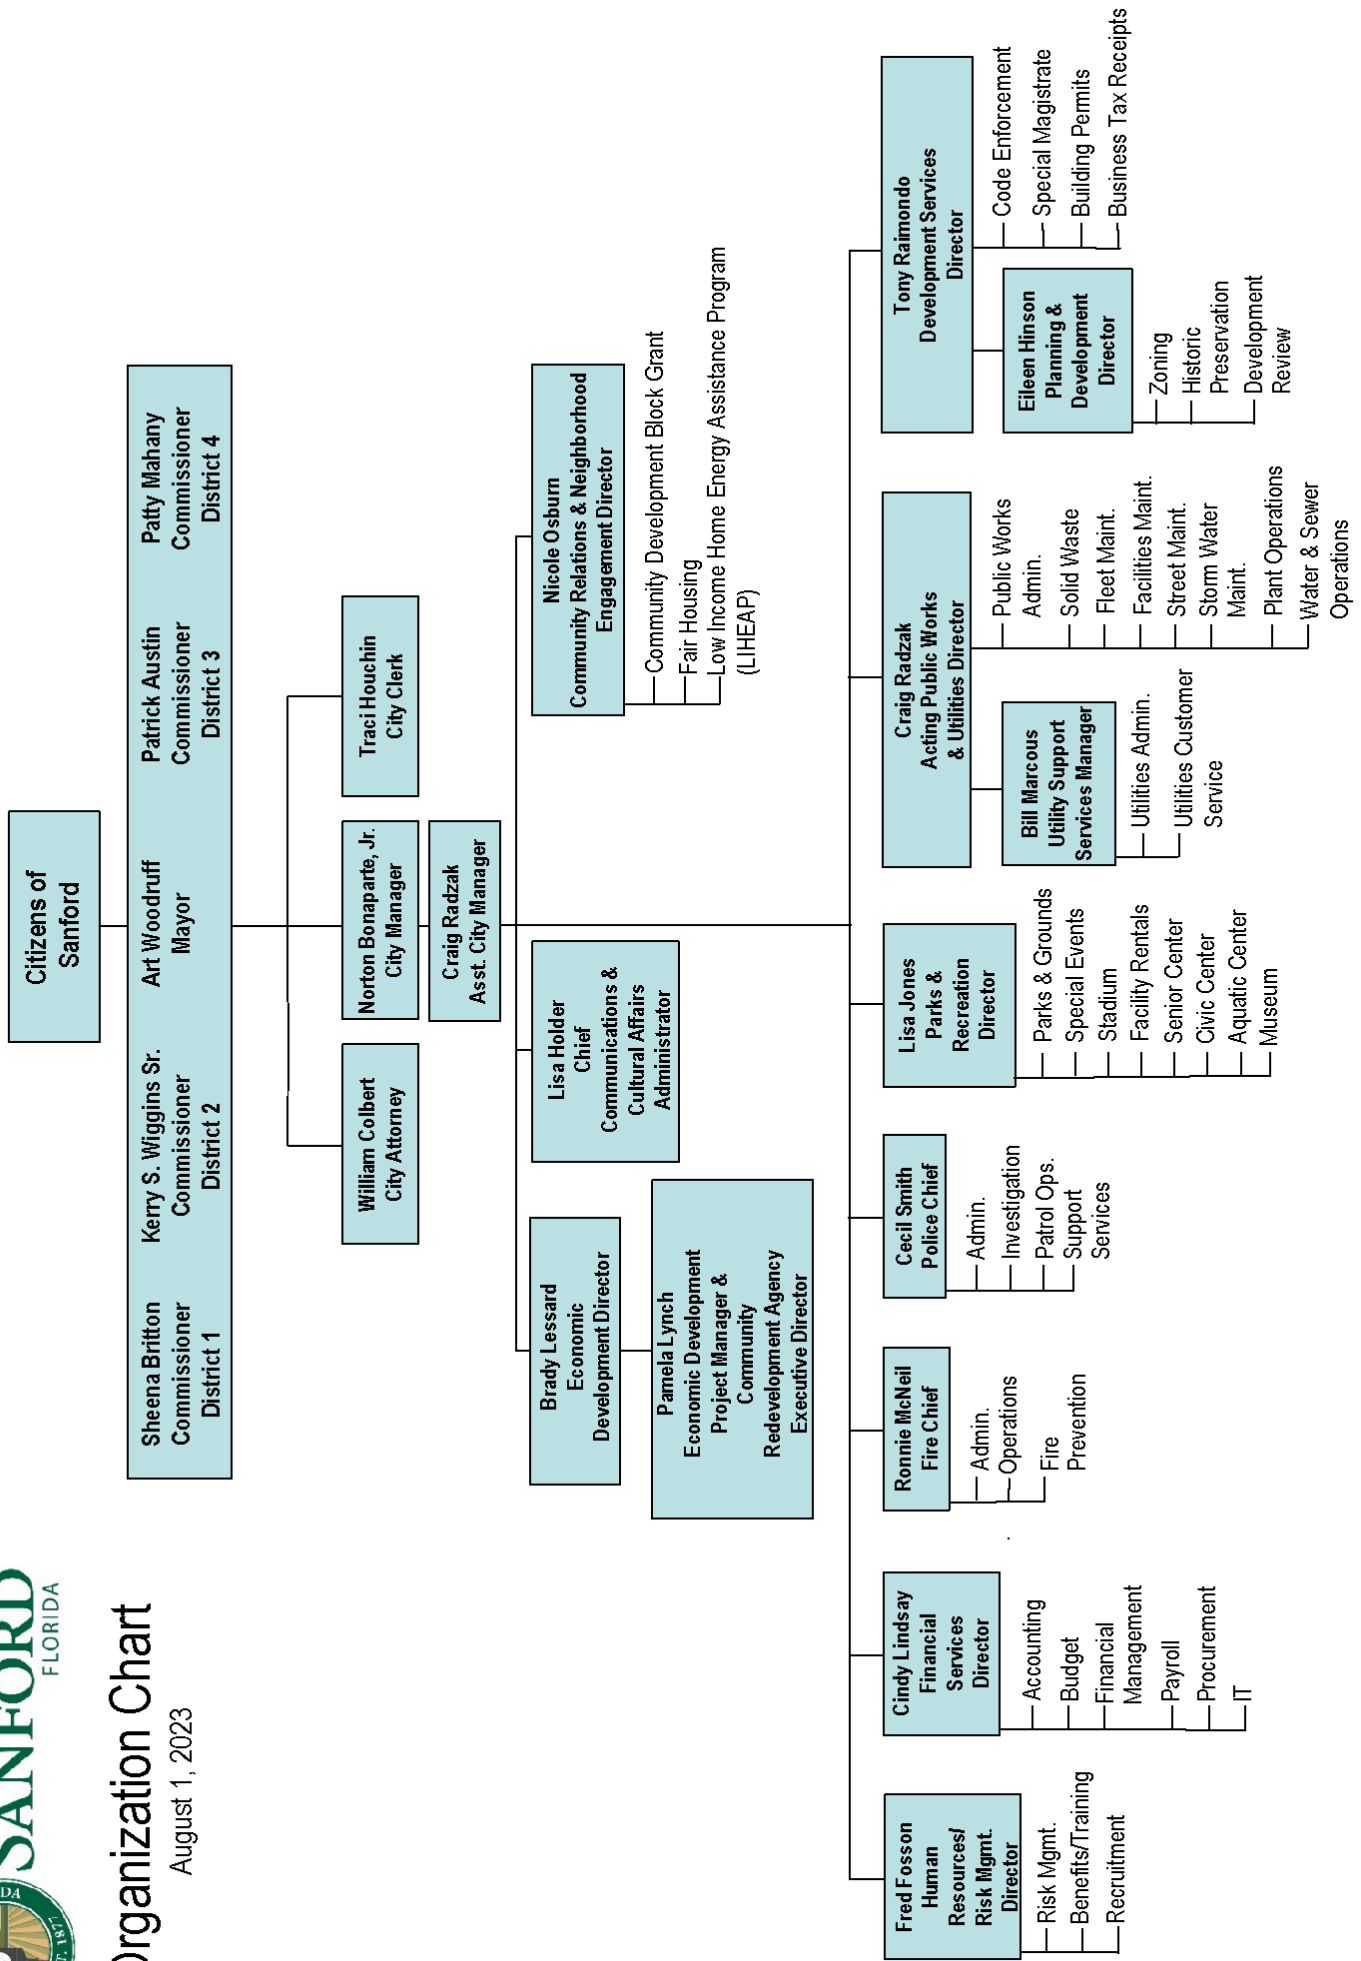 SANFORD
FLORIDA
Organization Chart
August 1, 2023
Citizens of
Sanford
Sheena Britton
Commissioner
District 1
Kerry S. Wiggins Sr.
Commissioner
District 2
Art Woodruff
Mayor
Patrick Austin
Commissioner
District 3
Patty Mahany
Commissioner
District 4
William Colbert
City Attorney
Norton Bonaparte, Jr.
City Manager
Traci Houchin
City Clerk
Craig Radzak
Asst. City Manager
Brady Lessard
Economic
Development Director
Pamela Lynch
Economic Development
Project Manager &
Community
Redevelopment Agency
Executive Director
Lisa Holder
Chief
Communications &
Cultural Affairs
Administrator
Nicole Osburn
Community Relations & Neighborhood
Engagement Director
Community Development Block Grant
Fair Housing
Low Income Home Energy Assistance Program
(LIHEAP)
Fred Fosson
Human
Resources/
Risk Mgmt.
Director
Risk Mgmt.
Benefits/Training
Recruitment
Cindy Lindsay
Financial
Services
Director
Accounting
Budget
Financial
Management
Payroll
Procurement
IT
Ronnie McNeil
Fire Chief
Admin.
Operations
Fire
Prevention
Cecil Smith
Police Chief
Admin.
Investigation
Patrol Ops.
Support
Services
Lisa Jones
Parks &
Recreation
Director
Parks & Grounds
Special Events
Stadium
Facility Rentals
Senior Center
Civic Center
Aquatic Center
Museum
Craig Radzak
Acting Public Works
& Utilities Director
Bill Marcous
Utility Support
Services Manager
Utilities Admin.
Utilities Customer
Service
Public Works
Admin.
Solid Waste
Fleet Maint.
Facilities Maint.
Street Maint.
Storm Water
Maint.
Plant Operations
Water & Sewer
Operations
Tony Raimondo
Development Services
Director
Eileen Hinson
Planning &
Development
Director
Zoning
Historic
Preservation
Development
Review
Code Enforcement
Special Magistrate
Building Permits
Business Tax Receipts